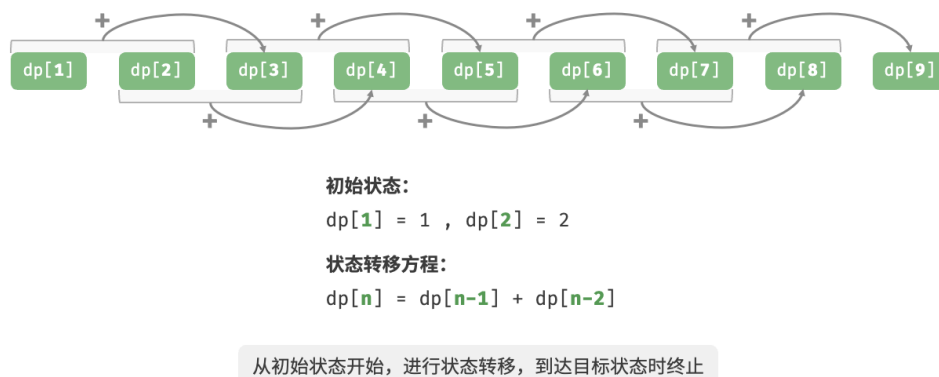 + + + +
dp[1] dp[2] dp[3] dp[4] dp[5] dp[6] dp[7] dp[8] dp[9]
+ + +
初始状态：
dp[1] = 1 , dp[2] = 2
状态转移方程：
dp[n] = dp[n-1] + dp[n-2]
从初始状态开始，进行状态转移，到达目标状态时终止